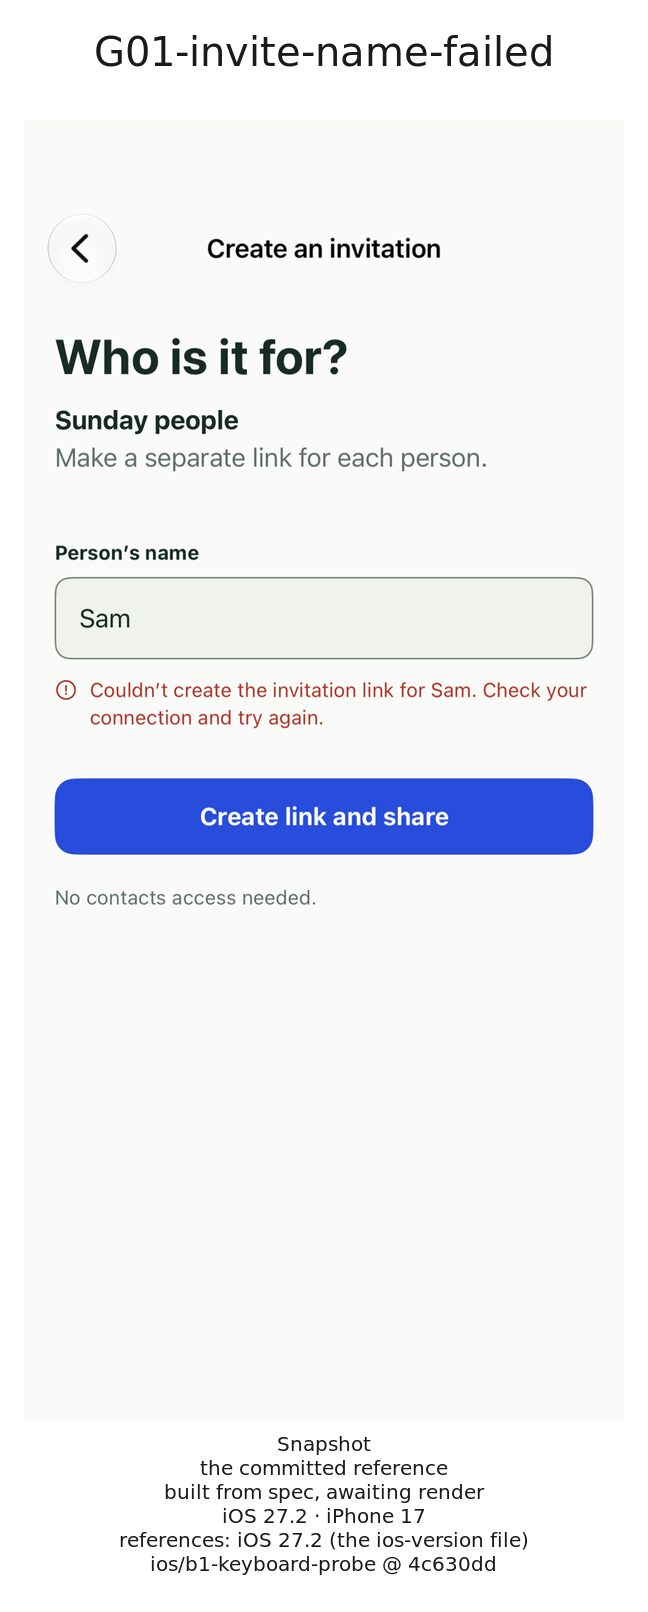 G01-invite-name-failed
Create an invitation
Who is it for?
Sunday people
Make a separate link for each person.
Person’s name
Sam
Couldn’t create the invitation link for Sam. Check your
connection and try again.
Create link and share
No contacts access needed.
Snapshot
the committed reference
built from spec, awaiting render
iOS 27.2 · iPhone 17
references: iOS 27.2 (the ios-version file)
ios/b1-keyboard-probe @ 4c630dd